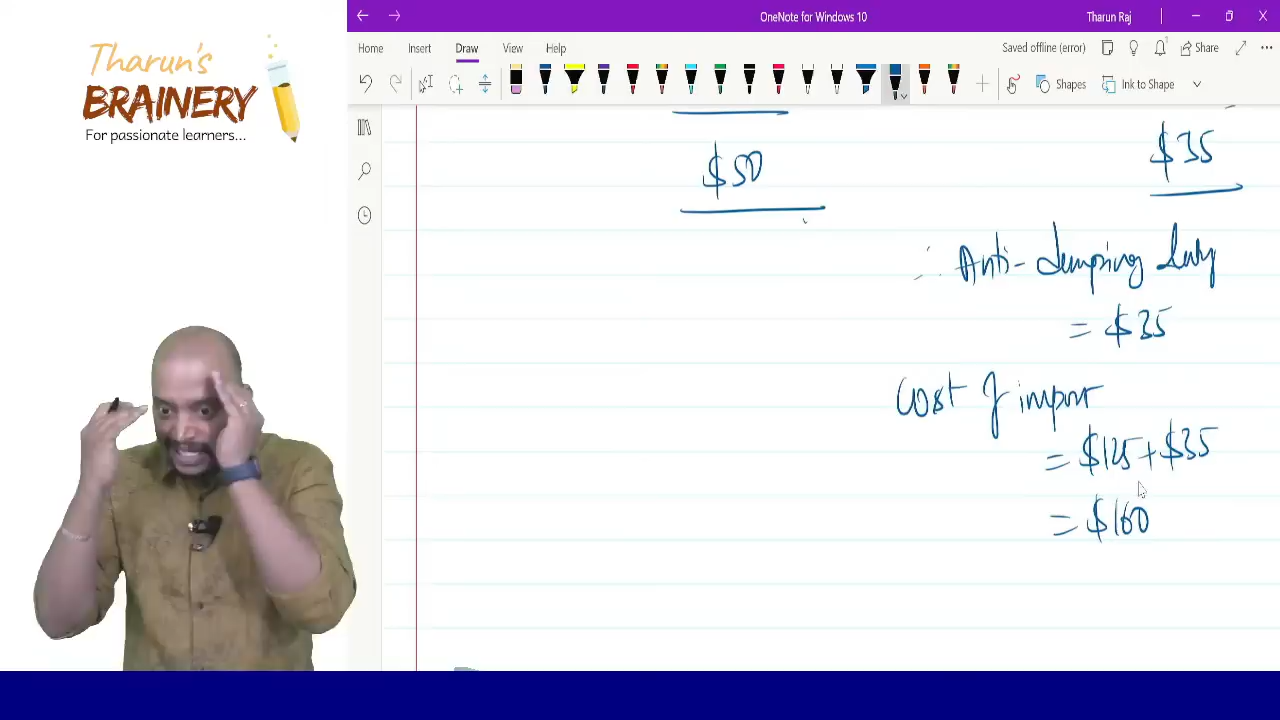 Tharun's
BRAINERY
For passionate learners...
OneNote for Windows 10
Tharun Raj
Home Insert Draw View Help
Saved offline (error)
Share
Shapes
Ink to Share
$50
$35
∴ Anti-dumping duty
= $35
Cost of import
= $125 + $35
= $160